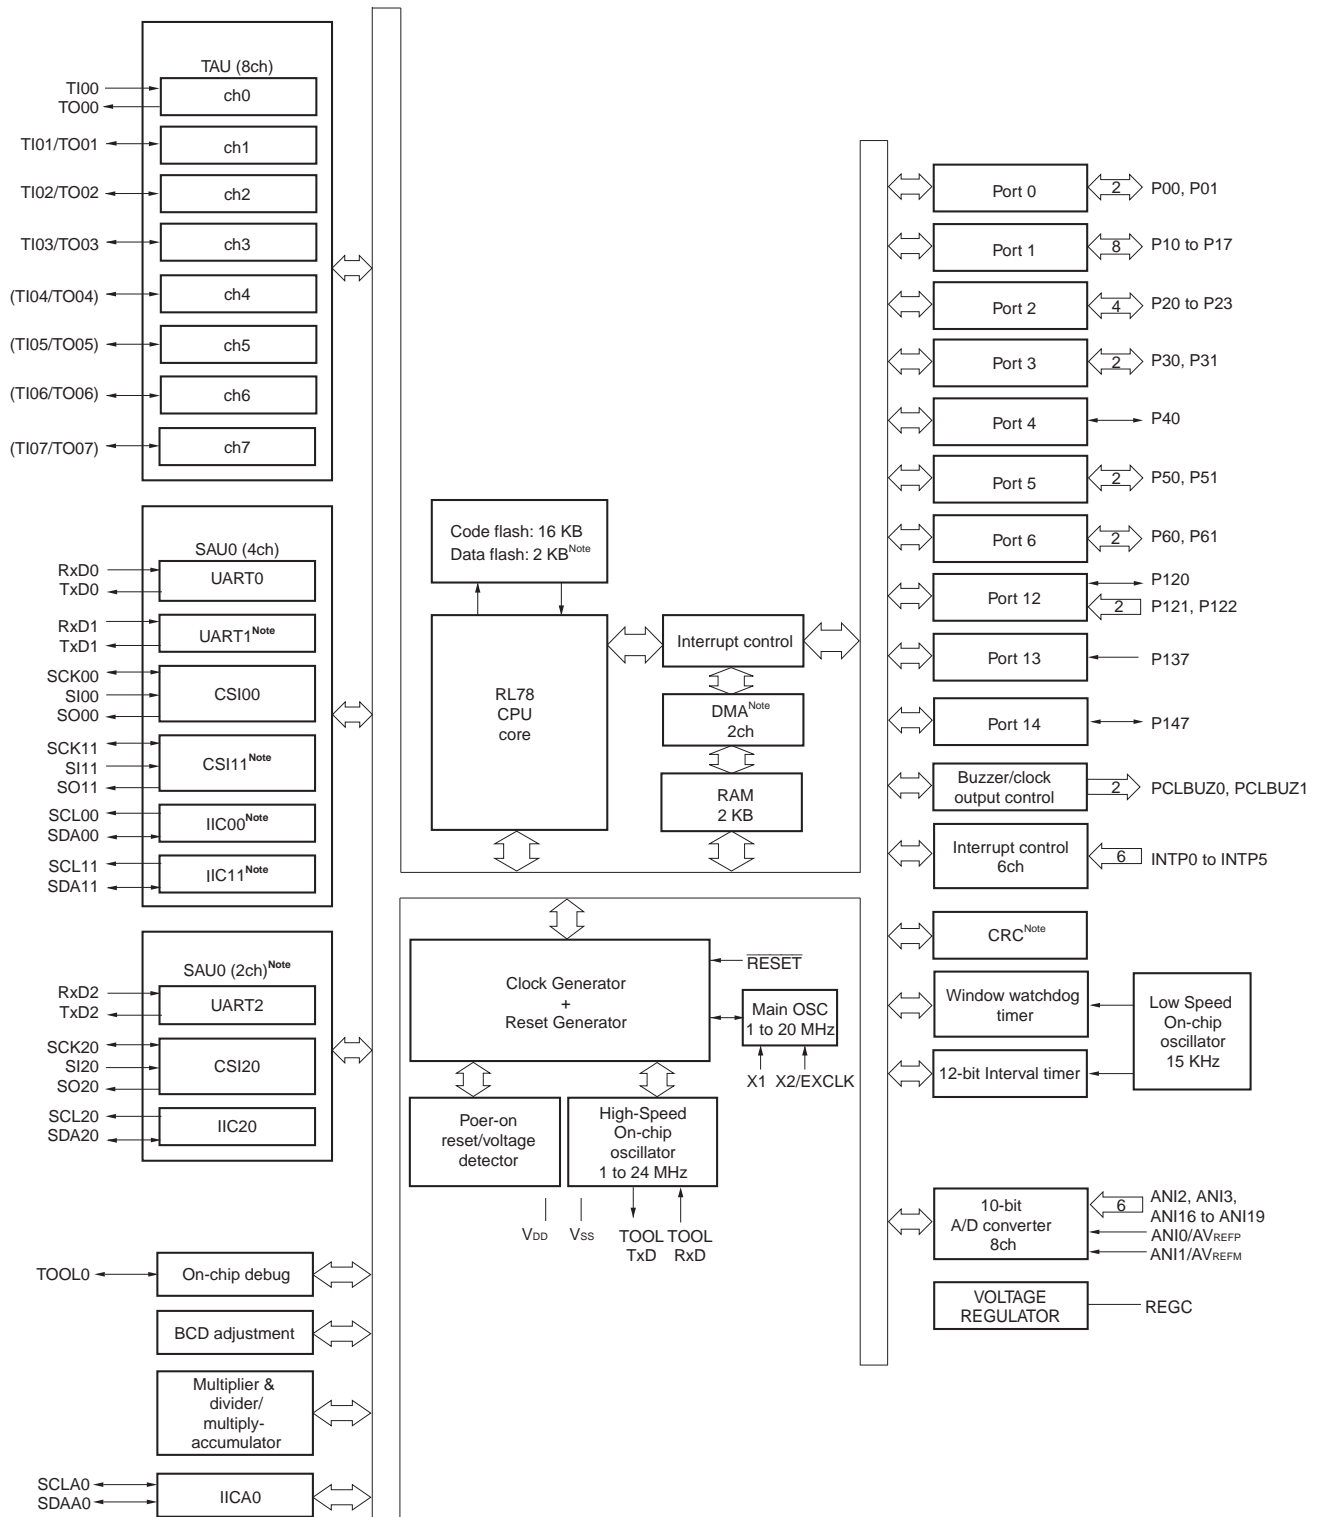 TAU (8ch)
TI00
TO00
ch0
TI01/TO01
ch1
TI02/TO02
ch2
TI03/TO03
ch3
(TI04/TO04)
ch4
(TI05/TO05)
ch5
(TI06/TO06)
ch6
(TI07/TO07)
ch7
SAU0 (4ch)
RxD0
TxD0
UART0
RxD1
TxD1
UART1Note
SCK00
SI00
SO00
CSI00
SCK11
SI11
SO11
CSI11Note
SCL00
SDA00
IIC00Note
SCL11
SDA11
IIC11Note
SAU0 (2ch)Note
RxD2
TxD2
UART2
SCK20
SI20
SO20
CSI20
SCL20
SDA20
IIC20
TOOL0
On-chip debug
BCD adjustment
Multiplier &
divider/
multiply-
accumulator
SCLA0
SDAA0
IICA0
Code flash: 16 KB
Data flash: 2 KBNote
RL78
CPU
core
Interrupt control
DMANote
2ch
RAM
2 KB
Clock Generator
+
Reset Generator
RESET
Main OSC
1 to 20 MHz
X1 X2/EXCLK
Poer-on
reset/voltage
detector
High-Speed
On-chip
oscillator
1 to 24 MHz
VDD
VSS
TOOL
TxD
TOOL
RxD
Port 0
2
P00, P01
Port 1
8
P10 to P17
Port 2
4
P20 to P23
Port 3
2
P30, P31
Port 4
P40
Port 5
2
P50, P51
Port 6
2
P60, P61
Port 12
P120
2
P121, P122
Port 13
P137
Port 14
P147
Buzzer/clock
output control
2
PCLBUZ0, PCLBUZ1
Interrupt control
6ch
6
INTP0 to INTP5
CRCNote
Window watchdog
timer
12-bit Interval timer
Low Speed
On-chip
oscillator
15 KHz
10-bit
A/D converter
8ch
6
ANI2, ANI3,
ANI16 to ANI19
ANI0/AVREFP
ANI1/AVREFM
VOLTAGE
REGULATOR
REGC